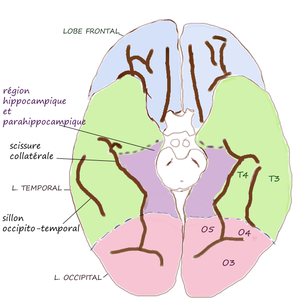 LOBE FRONTAL
région
hippocampique
et
parahippocampique
scissure
collatérale
L. TEMPORAL
sillon
occipito-temporal
L. OCCIPITAL
T4
T3
O5
O4
O3